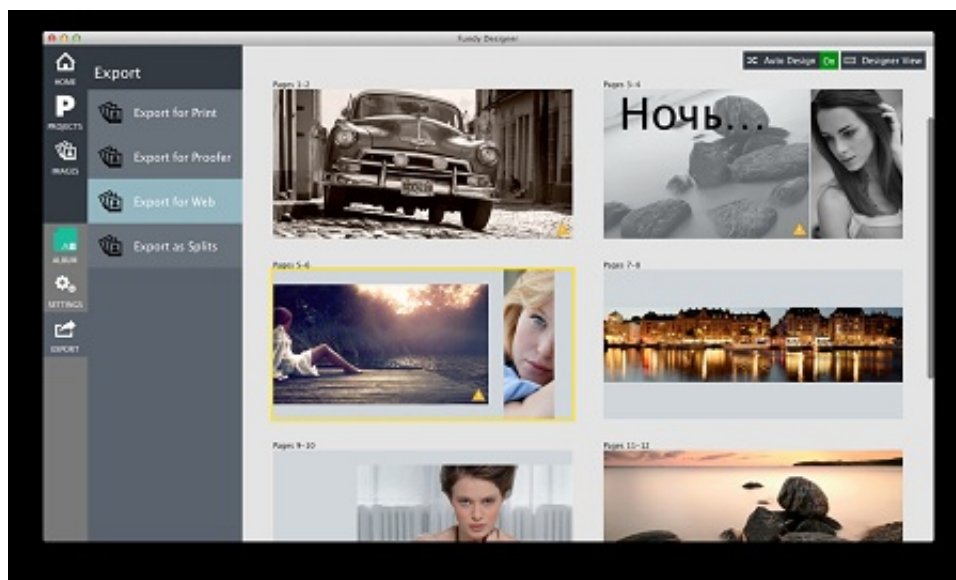 Fundy Designer
Auto Design On Designer View
HOME
PROJECTS
IMAGES
ALBUM
SETTINGS
EXPORT
Export
Export for Print
Export for Proofer
Export for Web
Export as Splits
Pages 1-2
Pages 3-4
Ночь...
Pages 5-6
Pages 7-8
Pages 9-10
Pages 11-12